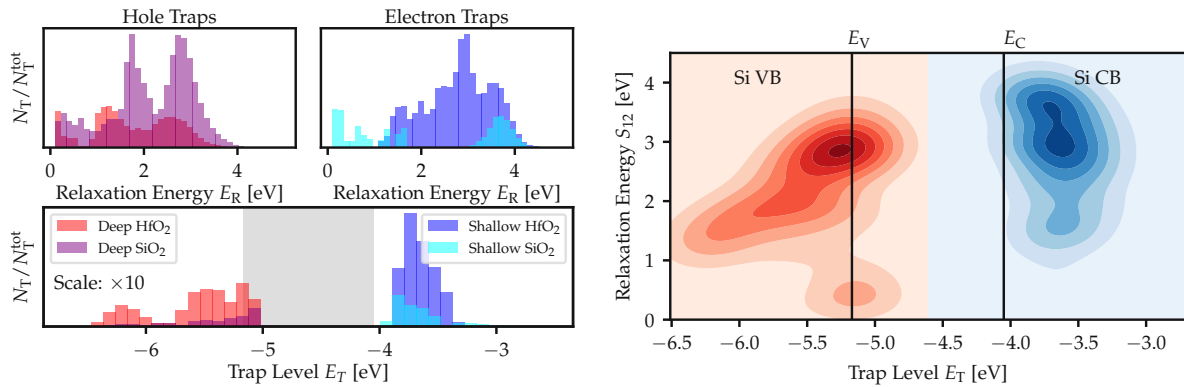 Hole Traps
Electron Traps
N_T/N_T^tot
0 2 4
0 2 4
Relaxation Energy E_R [eV]
Relaxation Energy E_R [eV]
N_T/N_T^tot
Deep HfO₂
Deep SiO₂
Scale: ×10
Shallow HfO₂
Shallow SiO₂
−6 −5 −4 −3
Trap Level E_T [eV]
E_V
E_C
Si VB
Si CB
Relaxation Energy S₁₂ [eV]
4
3
2
1
0
−6.5 −6.0 −5.5 −5.0 −4.5 −4.0 −3.5 −3.0
Trap Level E_T [eV]